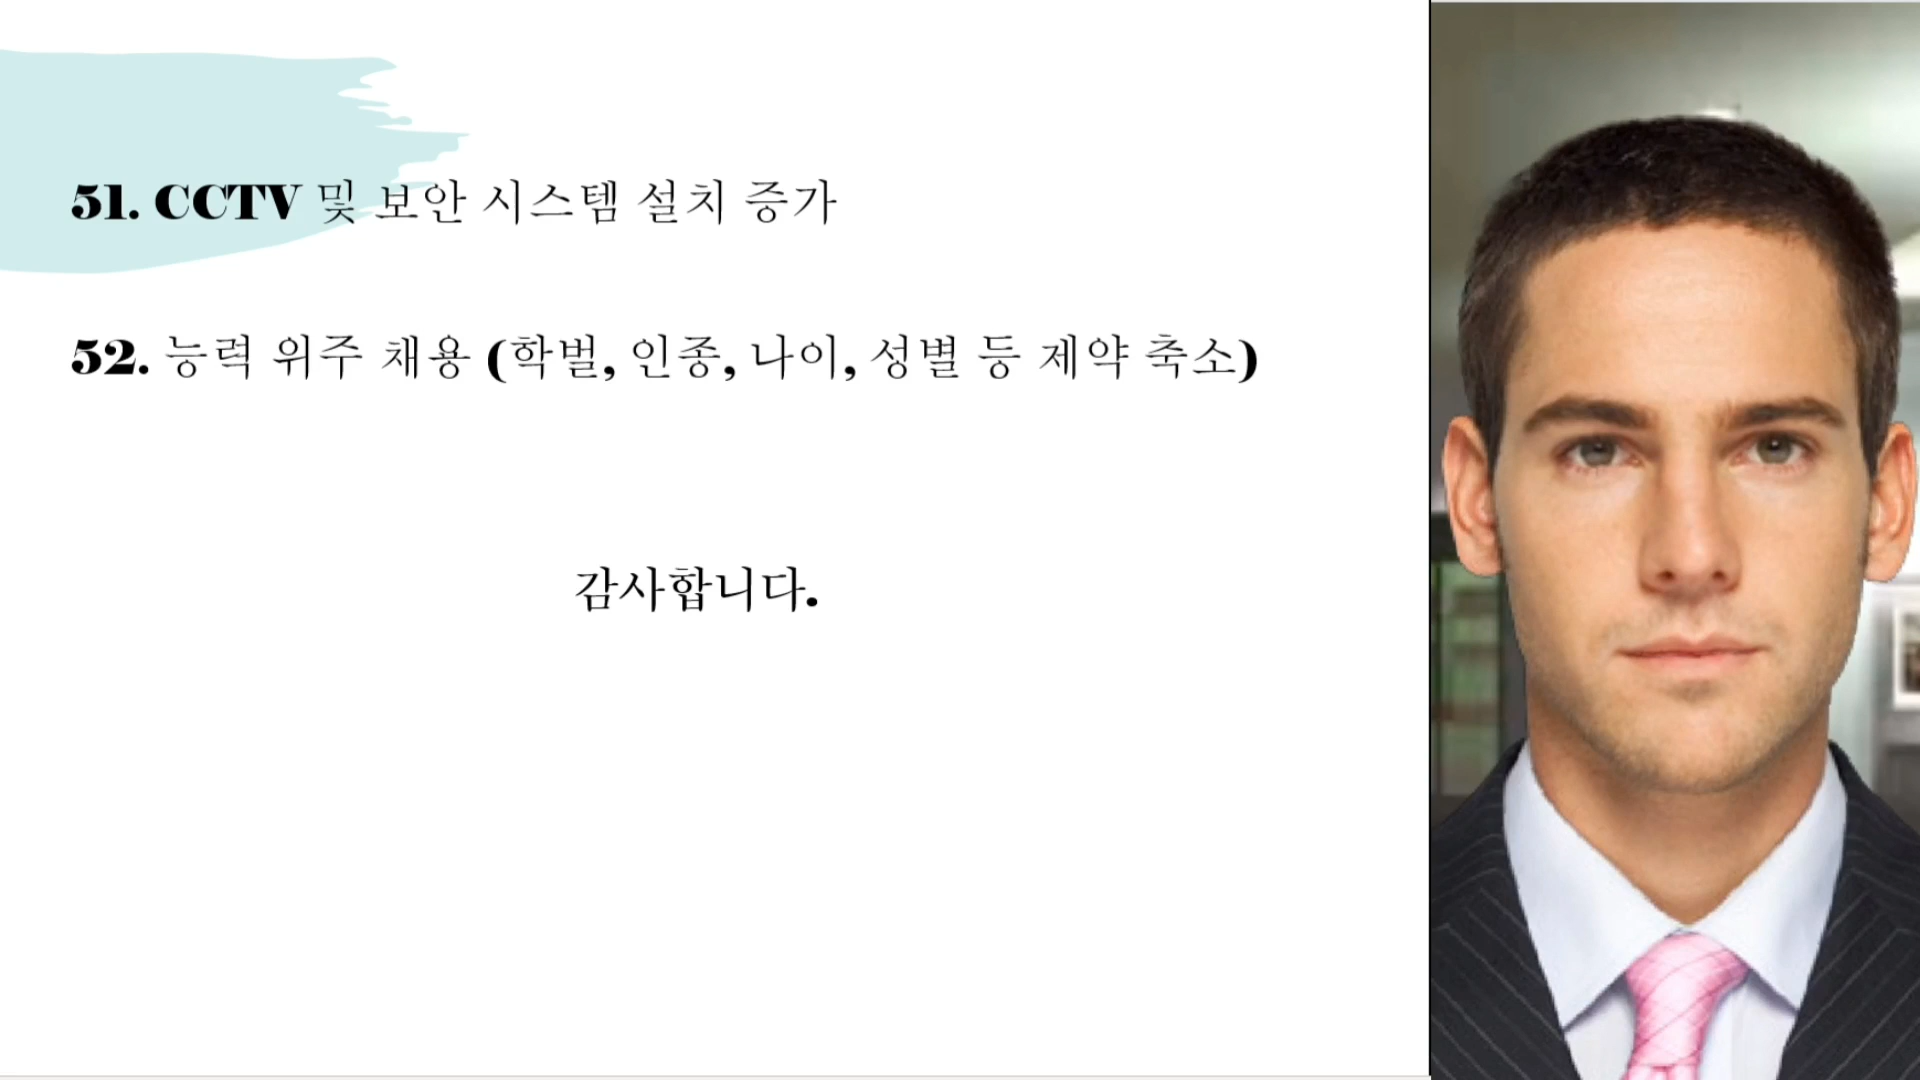 51. CCTV 및 보안 시스템 설치 증가
52. 능력 위주 채용 (학벌, 인종, 나이, 성별 등 제약 축소)
감사합니다.